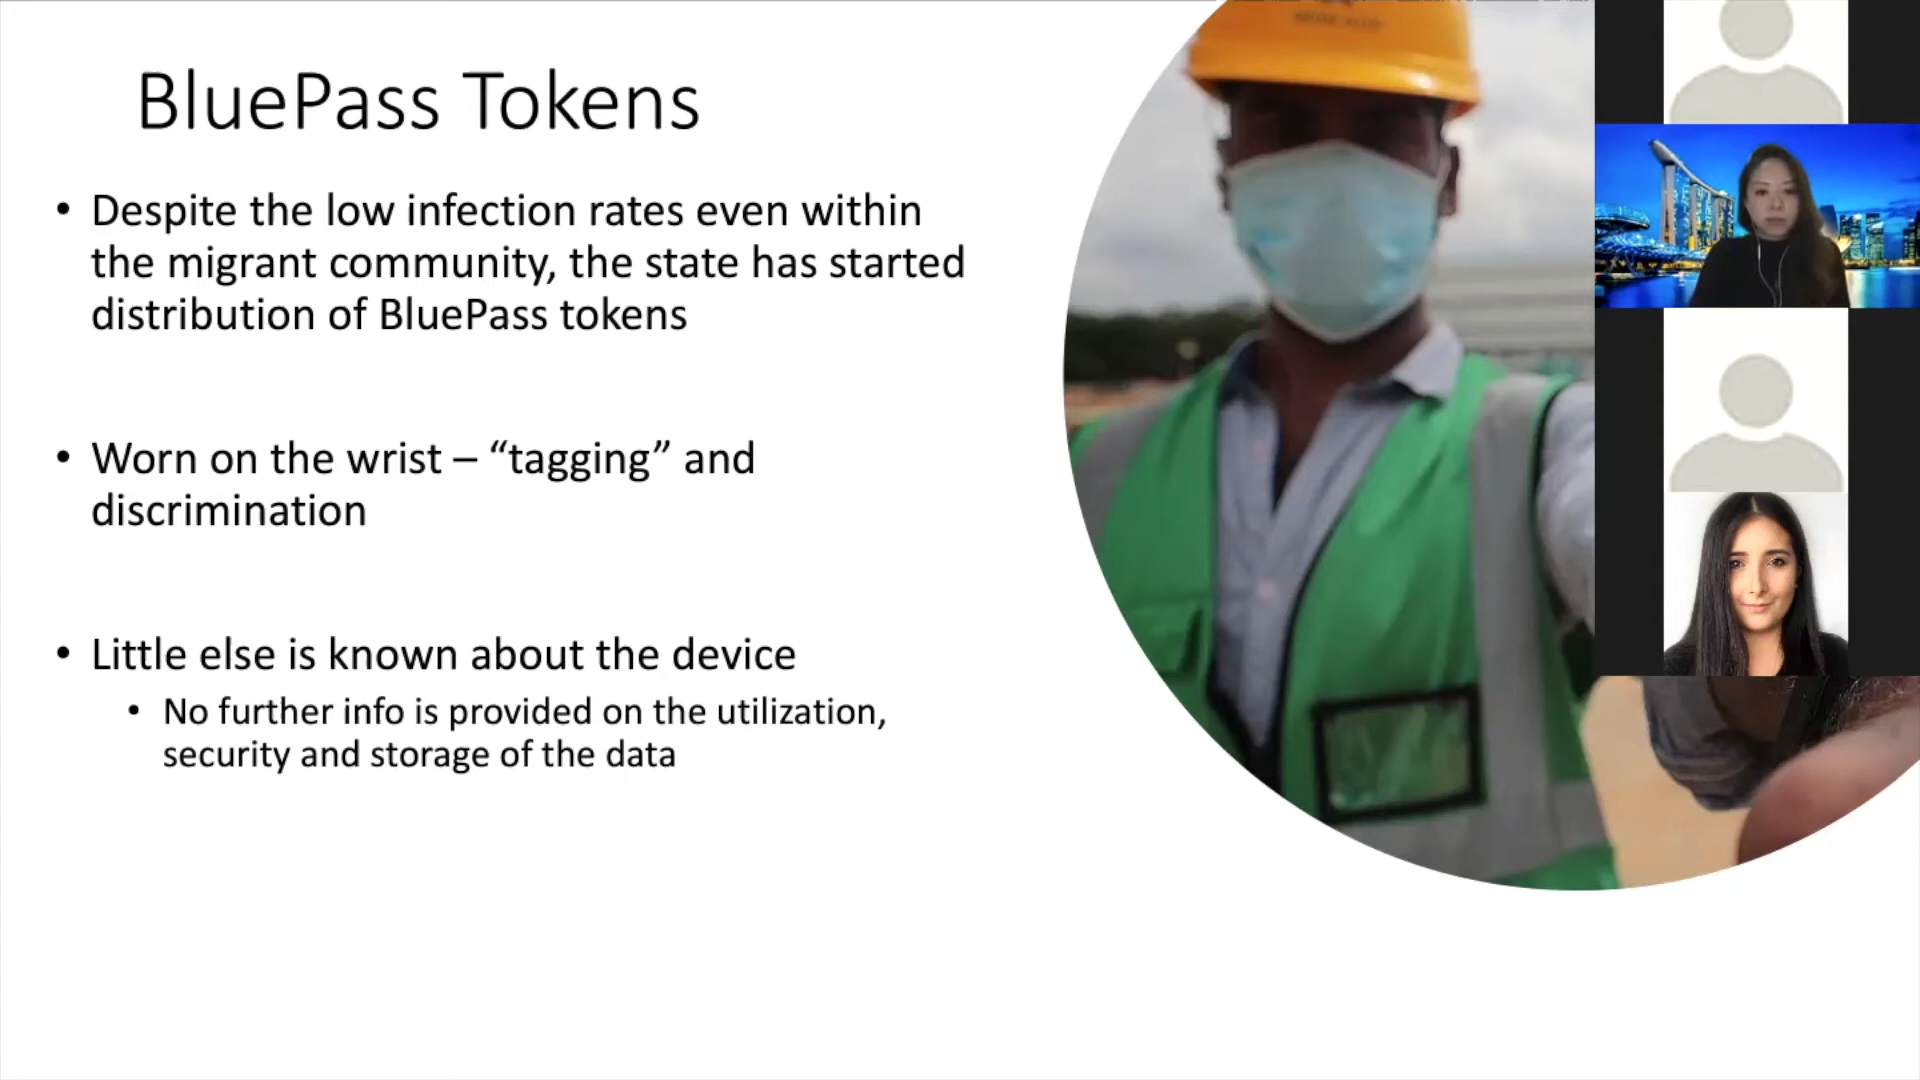 BluePass Tokens
• Despite the low infection rates even within
the migrant community, the state has started
distribution of BluePass tokens
• Worn on the wrist – “tagging” and
discrimination
• Little else is known about the device
• No further info is provided on the utilization,
security and storage of the data